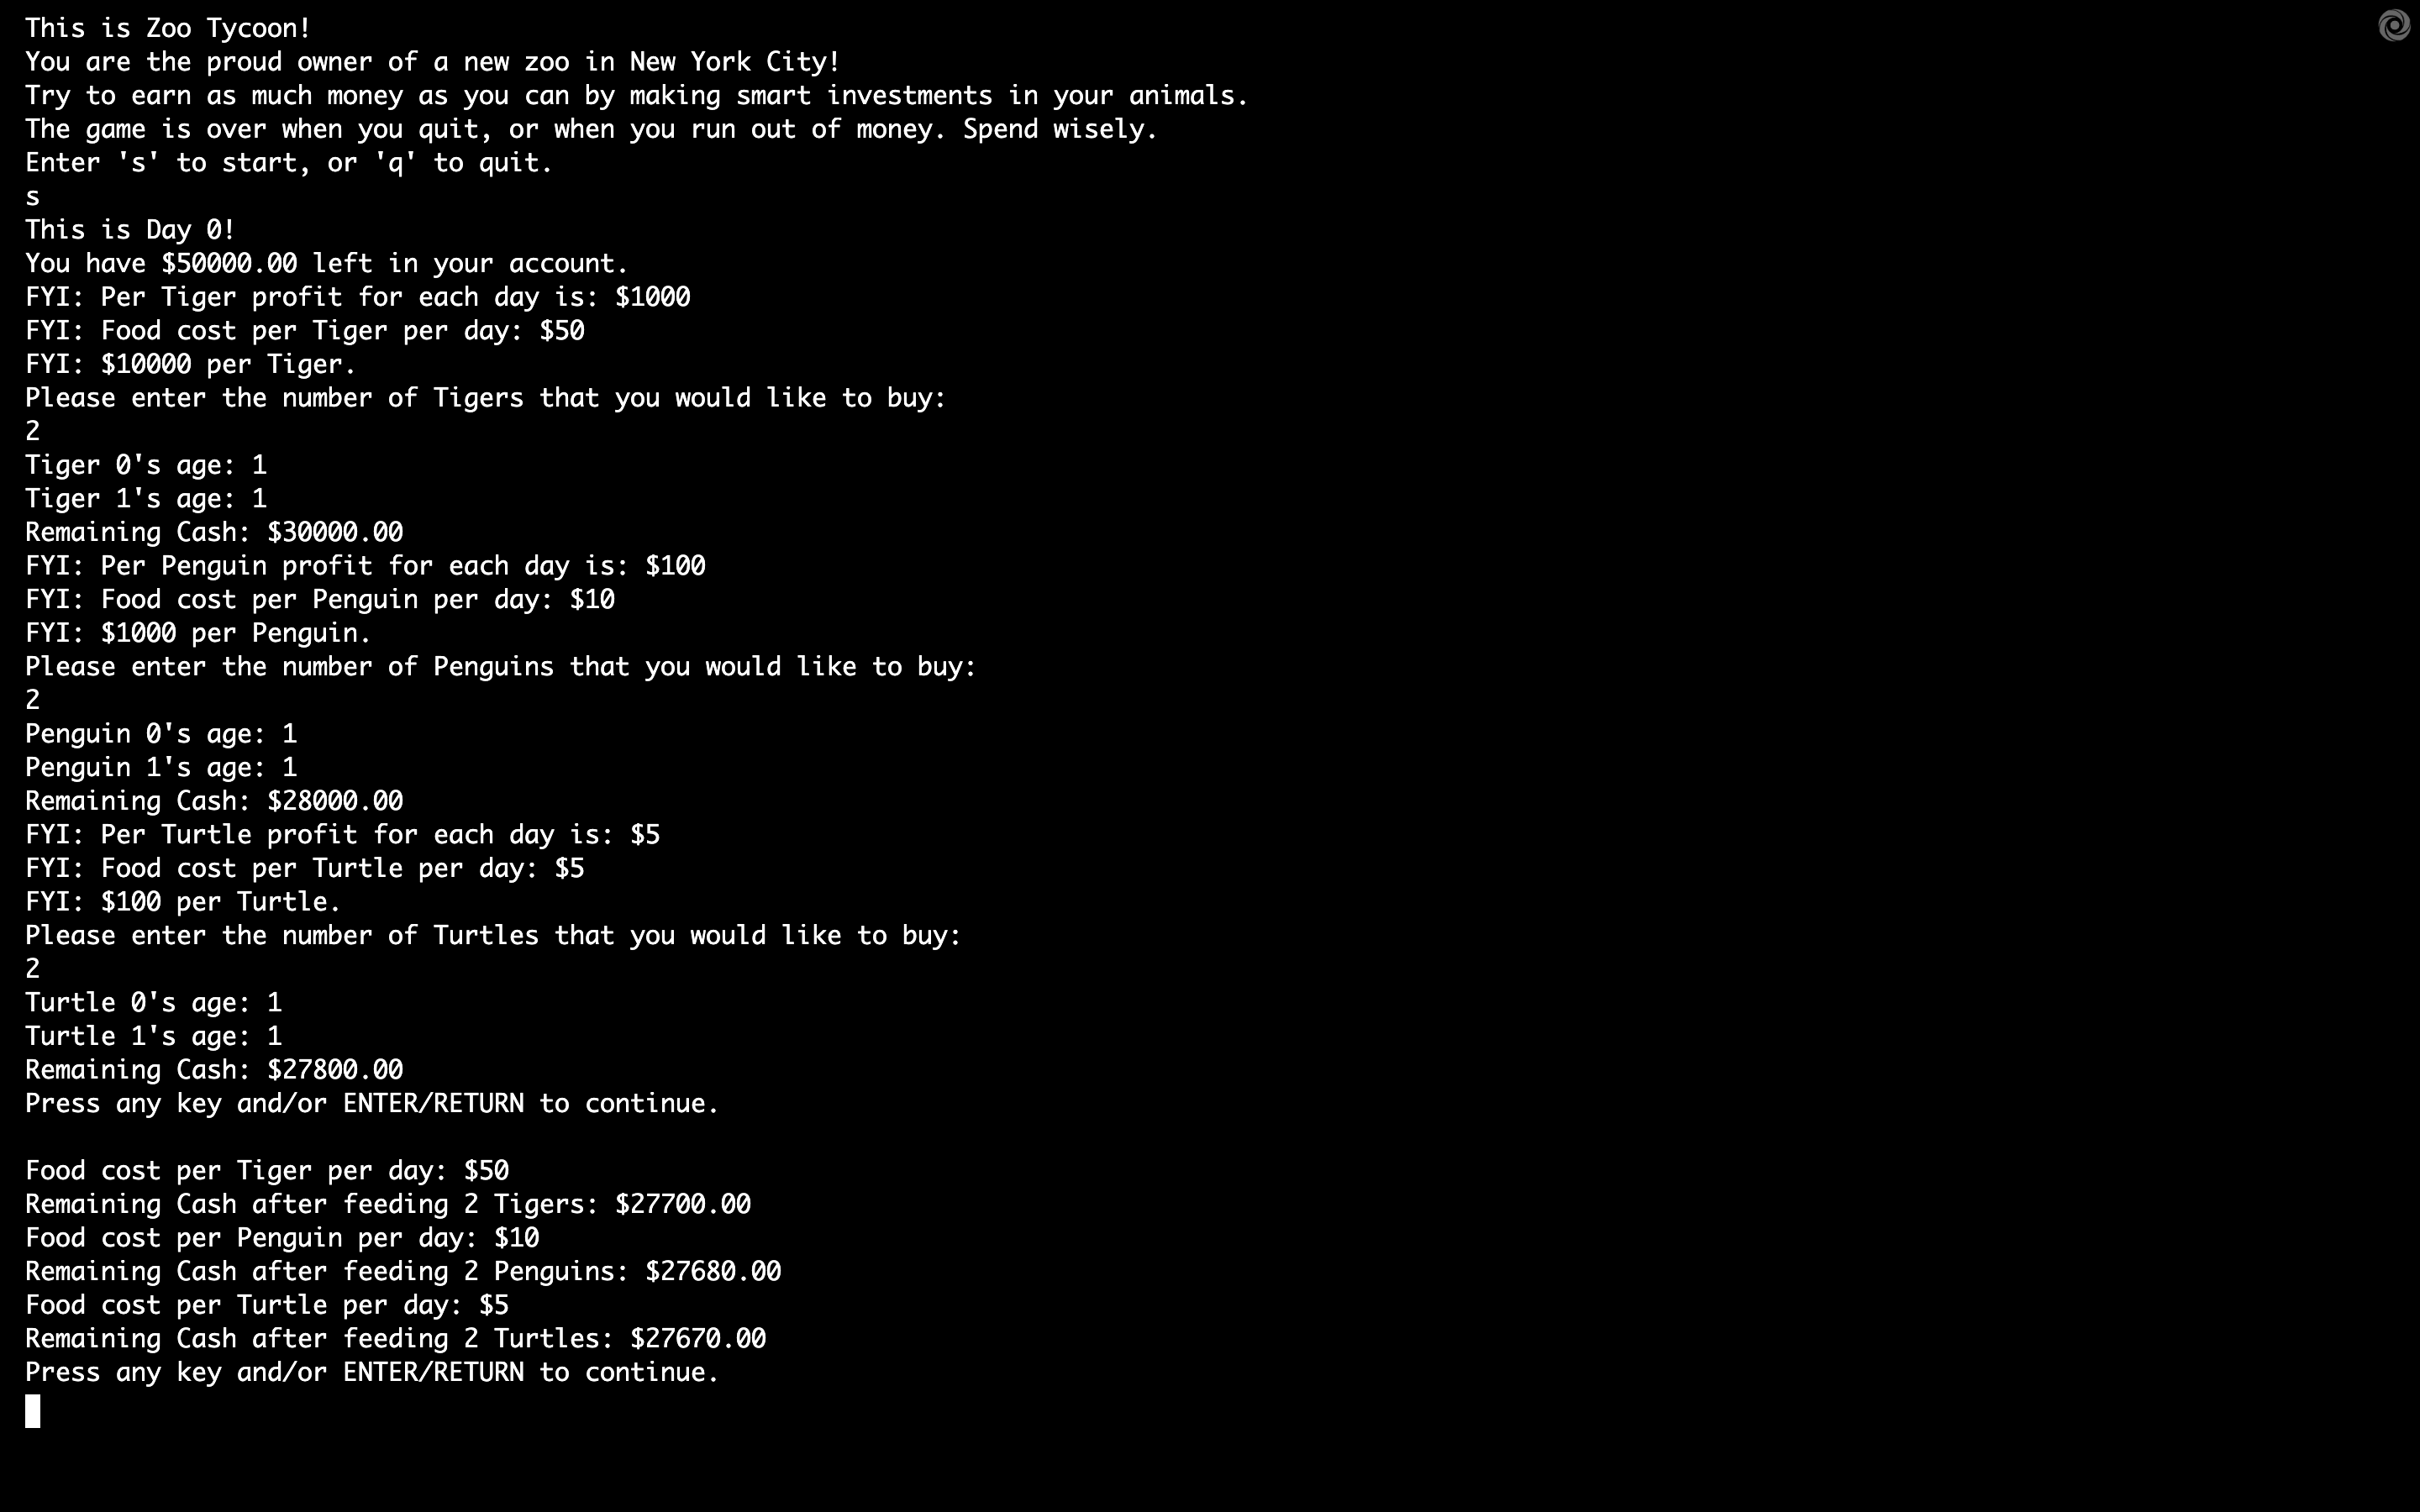 This is Zoo Tycoon!
You are the proud owner of a new zoo in New York City!
Try to earn as much money as you can by making smart investments in your animals.
The game is over when you quit, or when you run out of money. Spend wisely.
Enter 's' to start, or 'q' to quit.
s
This is Day 0!
You have $50000.00 left in your account.
FYI: Per Tiger profit for each day is: $1000
FYI: Food cost per Tiger per day: $50
FYI: $10000 per Tiger.
Please enter the number of Tigers that you would like to buy:
2
Tiger 0's age: 1
Tiger 1's age: 1
Remaining Cash: $30000.00
FYI: Per Penguin profit for each day is: $100
FYI: Food cost per Penguin per day: $10
FYI: $1000 per Penguin.
Please enter the number of Penguins that you would like to buy:
2
Penguin 0's age: 1
Penguin 1's age: 1
Remaining Cash: $28000.00
FYI: Per Turtle profit for each day is: $5
FYI: Food cost per Turtle per day: $5
FYI: $100 per Turtle.
Please enter the number of Turtles that you would like to buy:
2
Turtle 0's age: 1
Turtle 1's age: 1
Remaining Cash: $27800.00
Press any key and/or ENTER/RETURN to continue.
Food cost per Tiger per day: $50
Remaining Cash after feeding 2 Tigers: $27700.00
Food cost per Penguin per day: $10
Remaining Cash after feeding 2 Penguins: $27680.00
Food cost per Turtle per day: $5
Remaining Cash after feeding 2 Turtles: $27670.00
Press any key and/or ENTER/RETURN to continue.